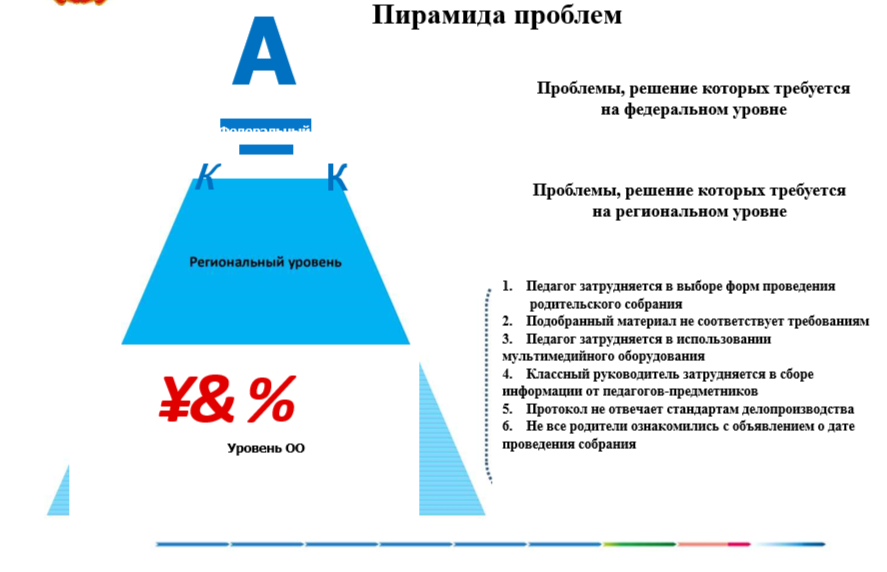 Пирамида проблем
А
Федеральный
К К
Региональный уровень
¥& %
Уровень ОО
Проблемы, решение которых требуется
на федеральном уровне
Проблемы, решение которых требуется
на региональном уровне
1. Педагог затрудняется в выборе форм проведения
родительского собрания
2. Подобранный материал не соответствует требованиям
3. Педагог затрудняется в использовании
мультимедийного оборудования
4. Классный руководитель затрудняется в сборе
информации от педагогов-предметников
5. Протокол не отвечает стандартам делопроизводства
6. Не все родители ознакомились с объявлением о дате
проведения собрания